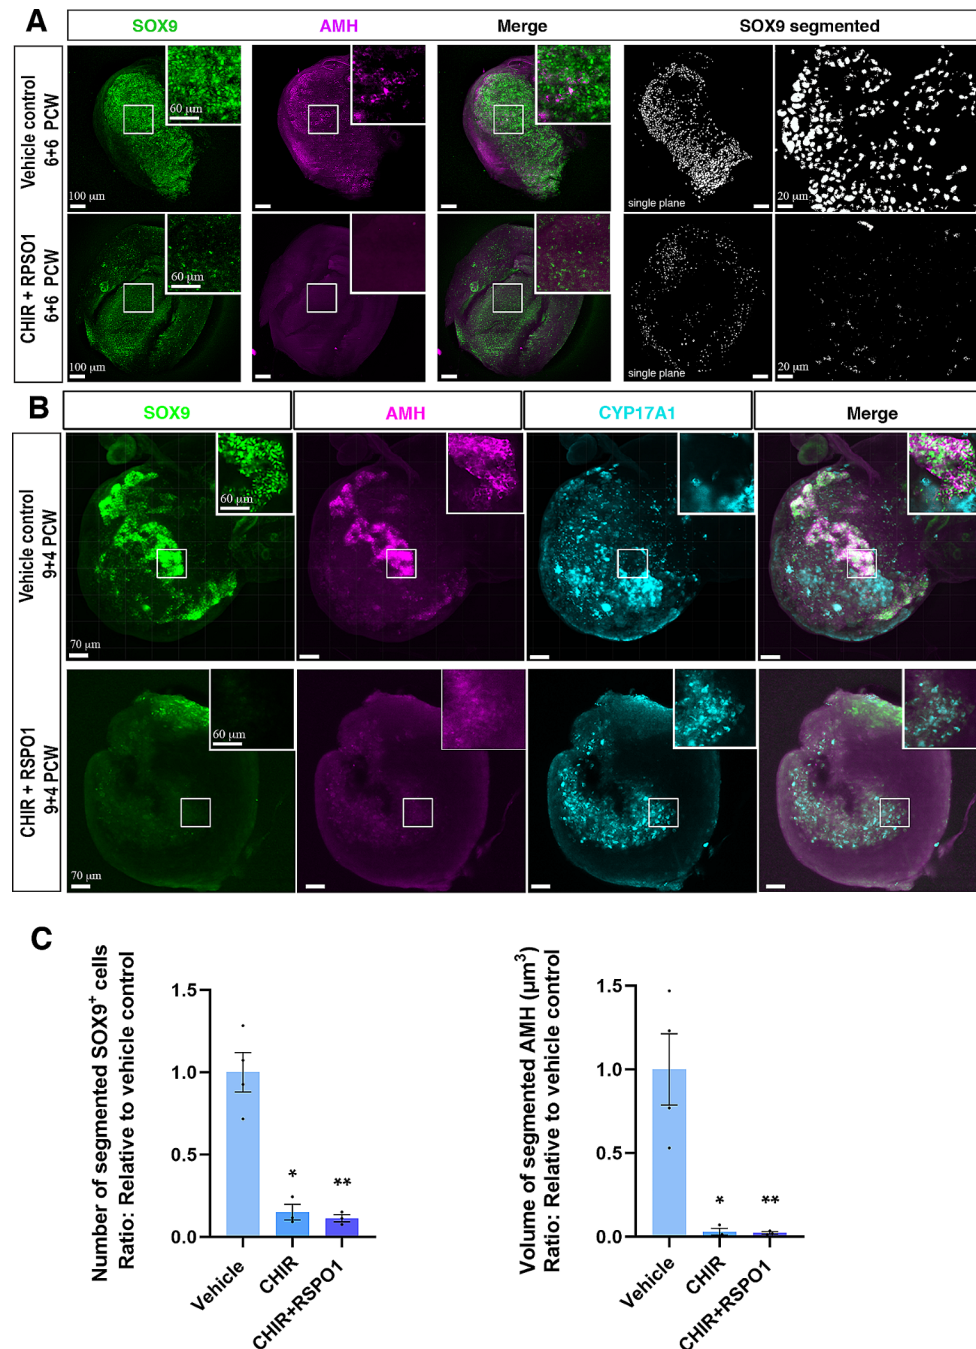 A
SOX9 AMH Merge SOX9 segmented
Vehicle control
6+6 PCW
60 µm
100 µm
single plane
20 µm
CHIR + RPSO1
6+6 PCW
60 µm
100 µm
single plane
20 µm
B
SOX9 AMH CYP17A1 Merge
Vehicle control
9+4 PCW
60 µm
70 µm
CHIR + RSPO1
9+4 PCW
60 µm
70 µm
C
Number of segmented SOX9+ cells
Ratio: Relative to vehicle control
1.5
1.0
0.5
0.0
*
**
Vehicle
CHIR
CHIR+RSPO1
Volume of segmented AMH (µm³)
Ratio: Relative to vehicle control
1.5
1.0
0.5
0.0
*
**
Vehicle
CHIR
CHIR+RSPO1